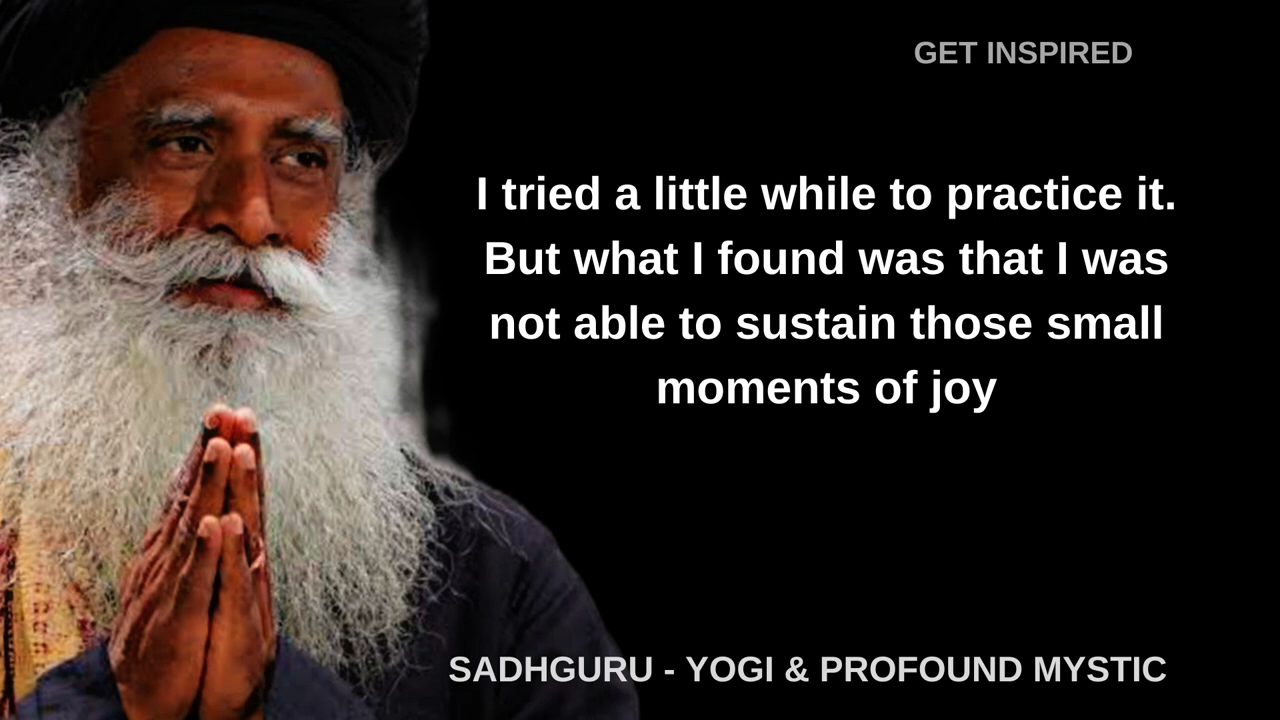 GET INSPIRED
I tried a little while to practice it.
But what I found was that I was
not able to sustain those small
moments of joy
SADHGURU - YOGI & PROFOUND MYSTIC